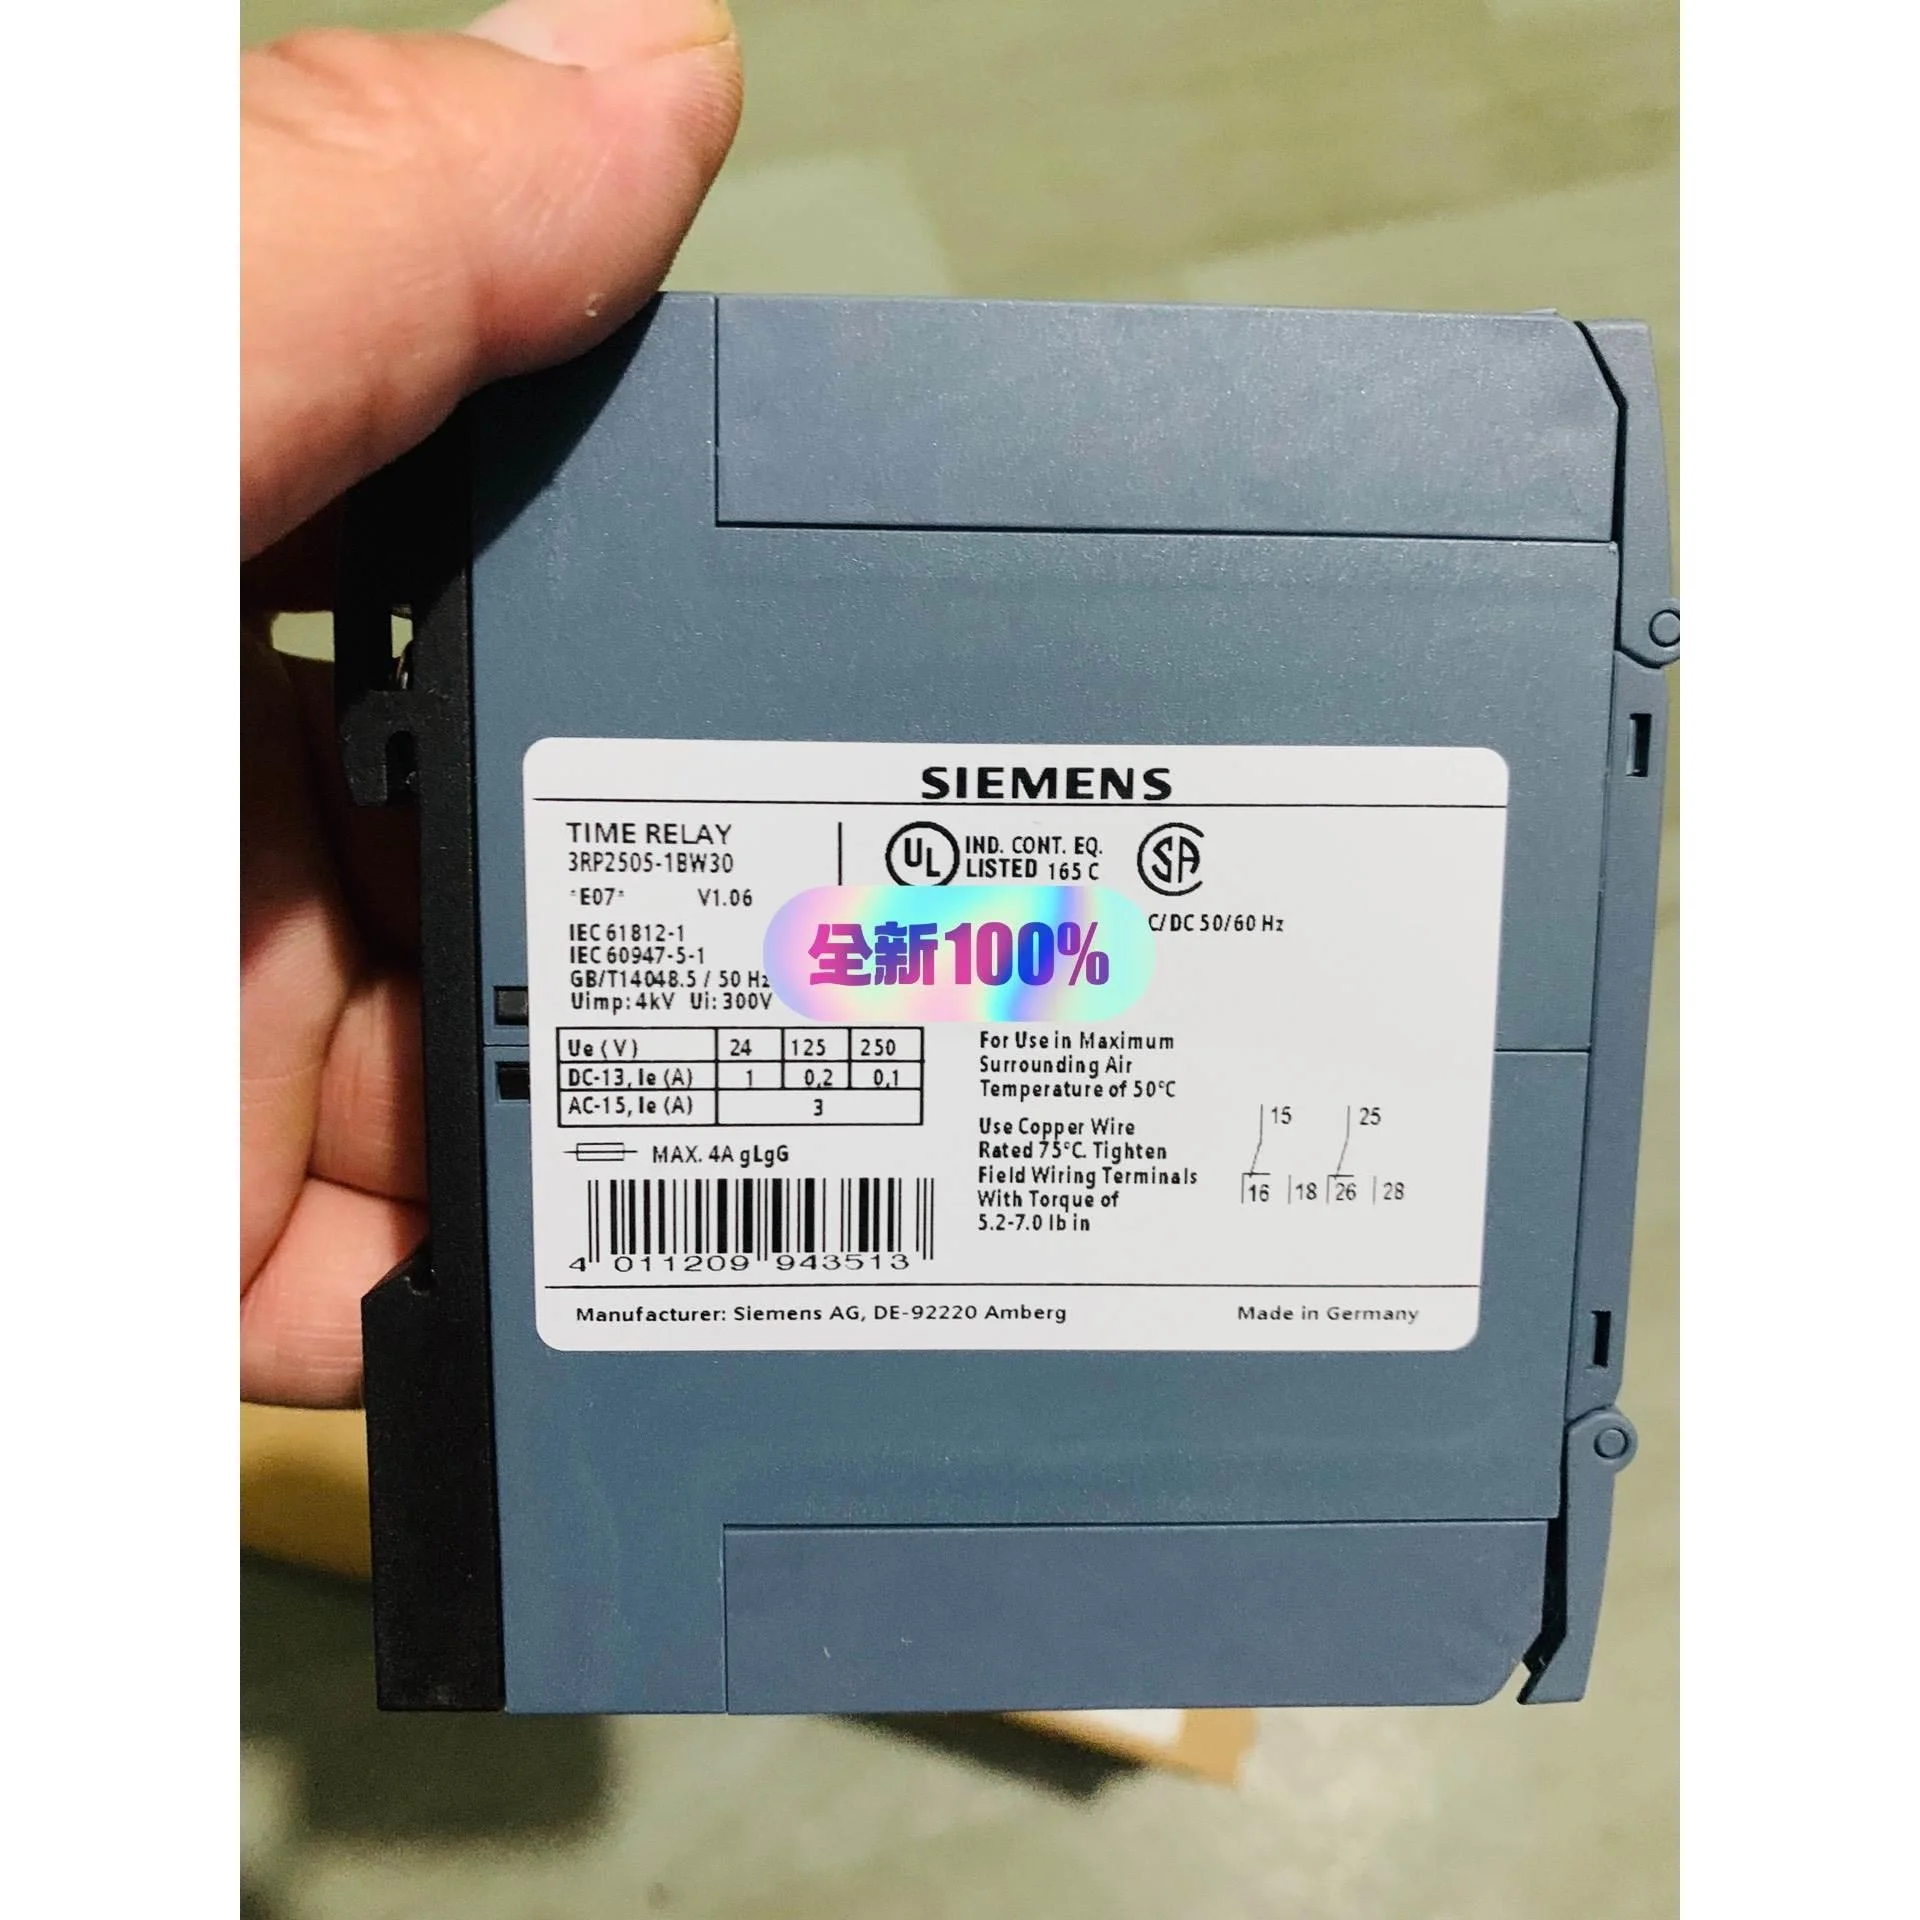 SIEMENS
TIME RELAY
3RP2505-1BW30
*E07* V1.06
IEC 61812-1
IEC 60947-5-1
GB/T14048.5 / 50 Hz
Uimp: 4kV Ui: 300V
UL IND. CONT. EQ.
LISTED 165 C
SA
C/DC 50/60 Hz
全新100%
Ue (V) 24 125 250
DC-13, Ie (A) 1 0,2 0,1
AC-15, Ie (A) 3
MAX. 4A gLgG
4 011209 943513
For Use in Maximum
Surrounding Air
Temperature of 50°C
Use Copper Wire
Rated 75°C. Tighten
Field Wiring Terminals
With Torque of
5.2-7.0 lb in
15 25
16 18 26 28
Manufacturer: Siemens AG, DE-92220 Amberg
Made in Germany